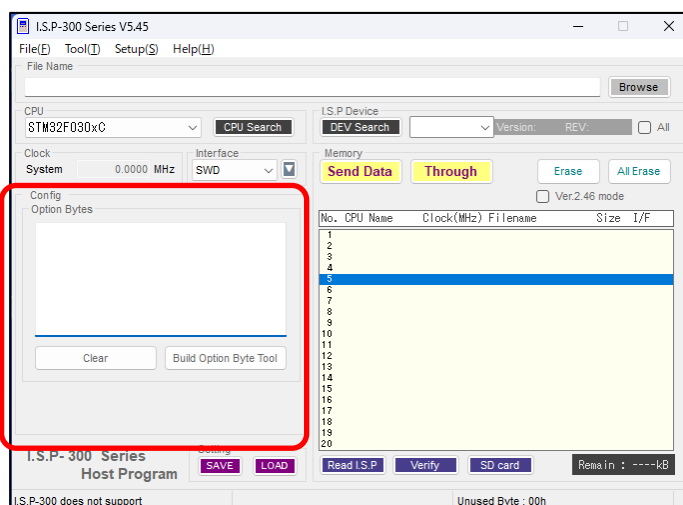 I.S.P-300 Series V5.45
File(F) Tool(T) Setup(S) Help(H)
File Name
Browse
CPU
STM32F030xC
CPU Search
I.S.P Device
DEV Search
Version: REV:
All
Clock
System 0.0000 MHz
Interface
SWD
Memory
Send Data Through Erase All Erase
Ver.2.46 mode
Config
Option Bytes
Clear Build Option Byte Tool
No. CPU Name Clock(MHz) Filename Size I/F
1
2
3
4
5
6
7
8
9
10
11
12
13
14
15
16
17
18
19
20
I.S.P- 300 Series
Host Program
Setting
SAVE LOAD
Read I.S.P Verify SD card Remain : ----kB
I.S.P-300 does not support Unused Byte : 00h